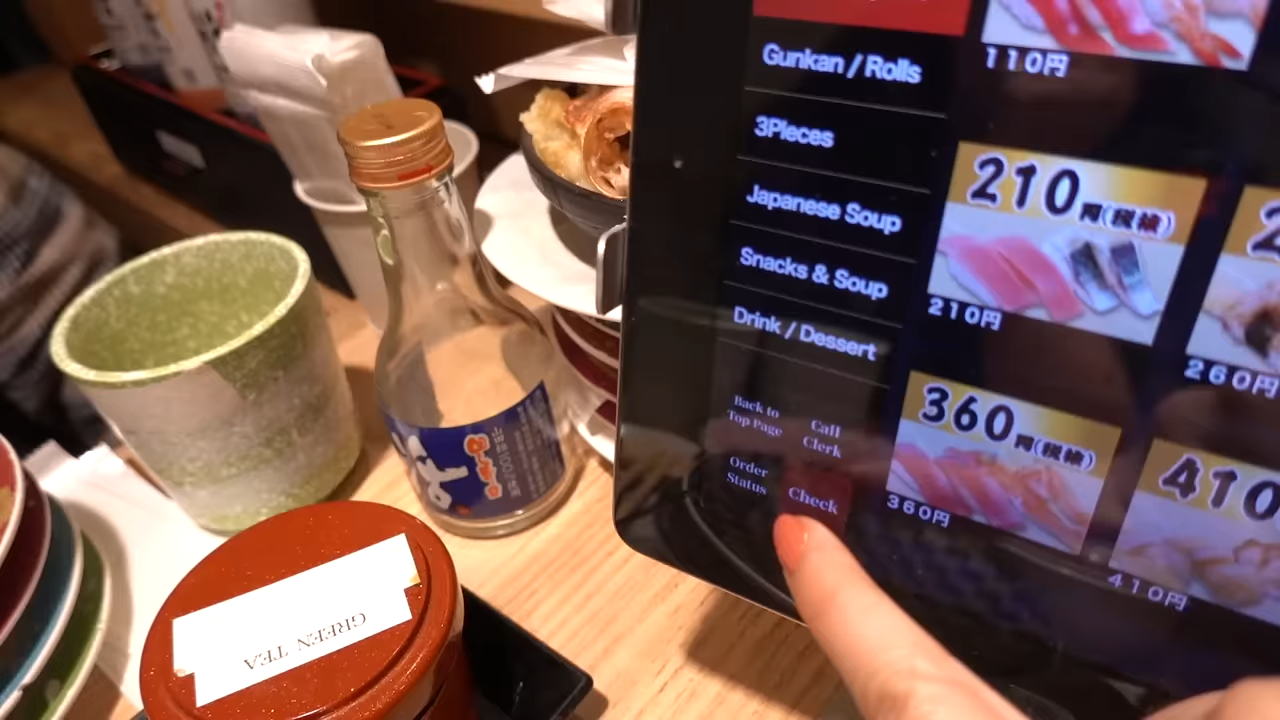 Gunkan / Rolls
3Pieces
Japanese Soup
Snacks & Soup
Drink / Dessert
Back to
Top Page
Call
Clerk
Order
Status
Check
110円
210円(税抜)
210円
260円
360円(税抜)
360円
410
410円
GREEN TEA